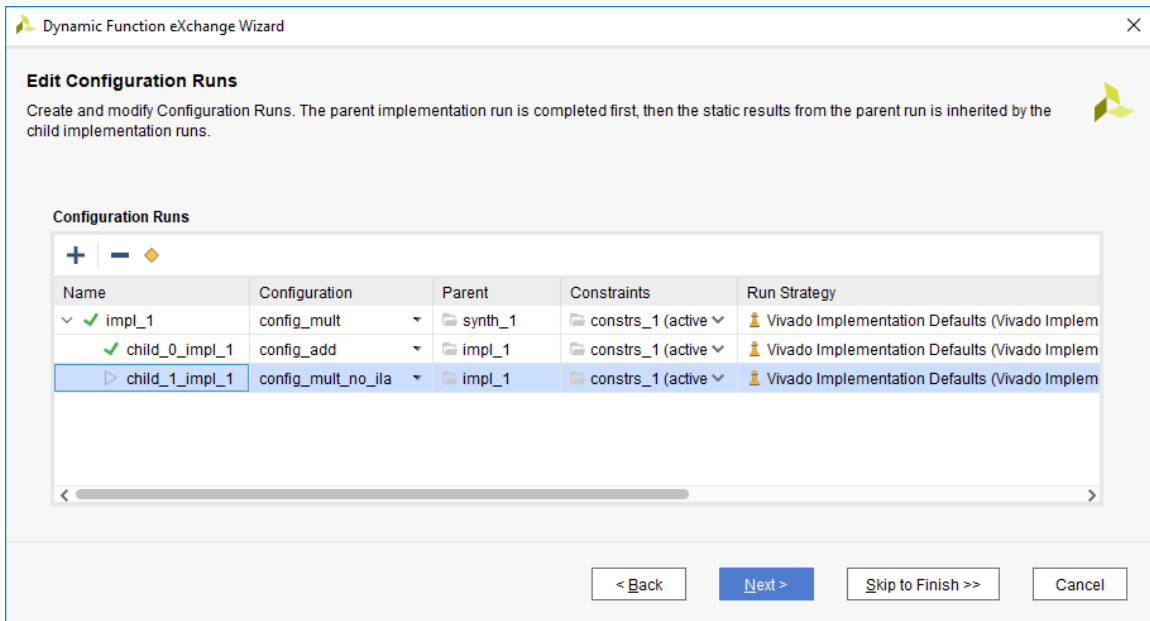 Dynamic Function eXchange Wizard
Edit Configuration Runs
Create and modify Configuration Runs. The parent implementation run is completed first, then the static results from the parent run is inherited by the
child implementation runs.
Configuration Runs
Name Configuration Parent Constraints Run Strategy
impl_1 config_mult synth_1 constrs_1 (active Vivado Implementation Defaults (Vivado Implem
child_0_impl_1 config_add impl_1 constrs_1 (active Vivado Implementation Defaults (Vivado Implem
child_1_impl_1 config_mult_no_ila impl_1 constrs_1 (active Vivado Implementation Defaults (Vivado Implem
< Back Next > Skip to Finish >> Cancel